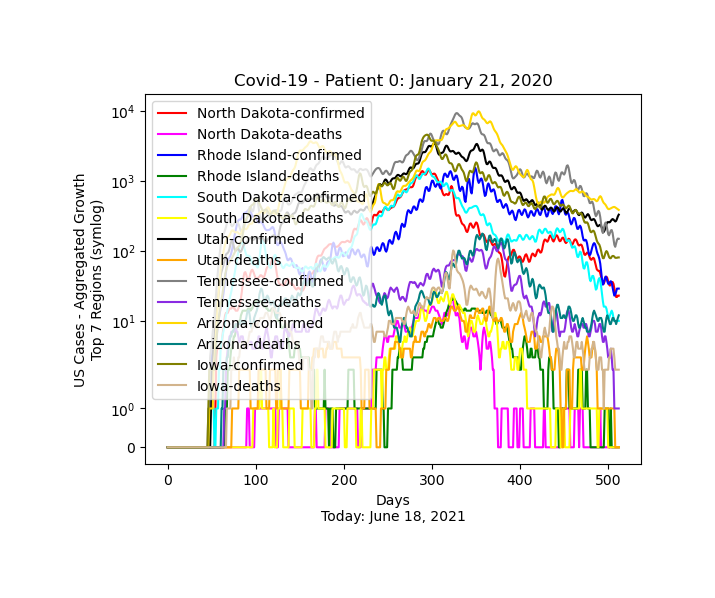 Covid-19 - Patient 0: January 21, 2020
US Cases - Aggregated Growth
Top 7 Regions (symlog)
10^4
10^3
10^2
10^1
10^0
0
North Dakota-confirmed
North Dakota-deaths
Rhode Island-confirmed
Rhode Island-deaths
South Dakota-confirmed
South Dakota-deaths
Utah-confirmed
Utah-deaths
Tennessee-confirmed
Tennessee-deaths
Arizona-confirmed
Arizona-deaths
Iowa-confirmed
Iowa-deaths
0 100 200 300 400 500
Days
Today: June 18, 2021